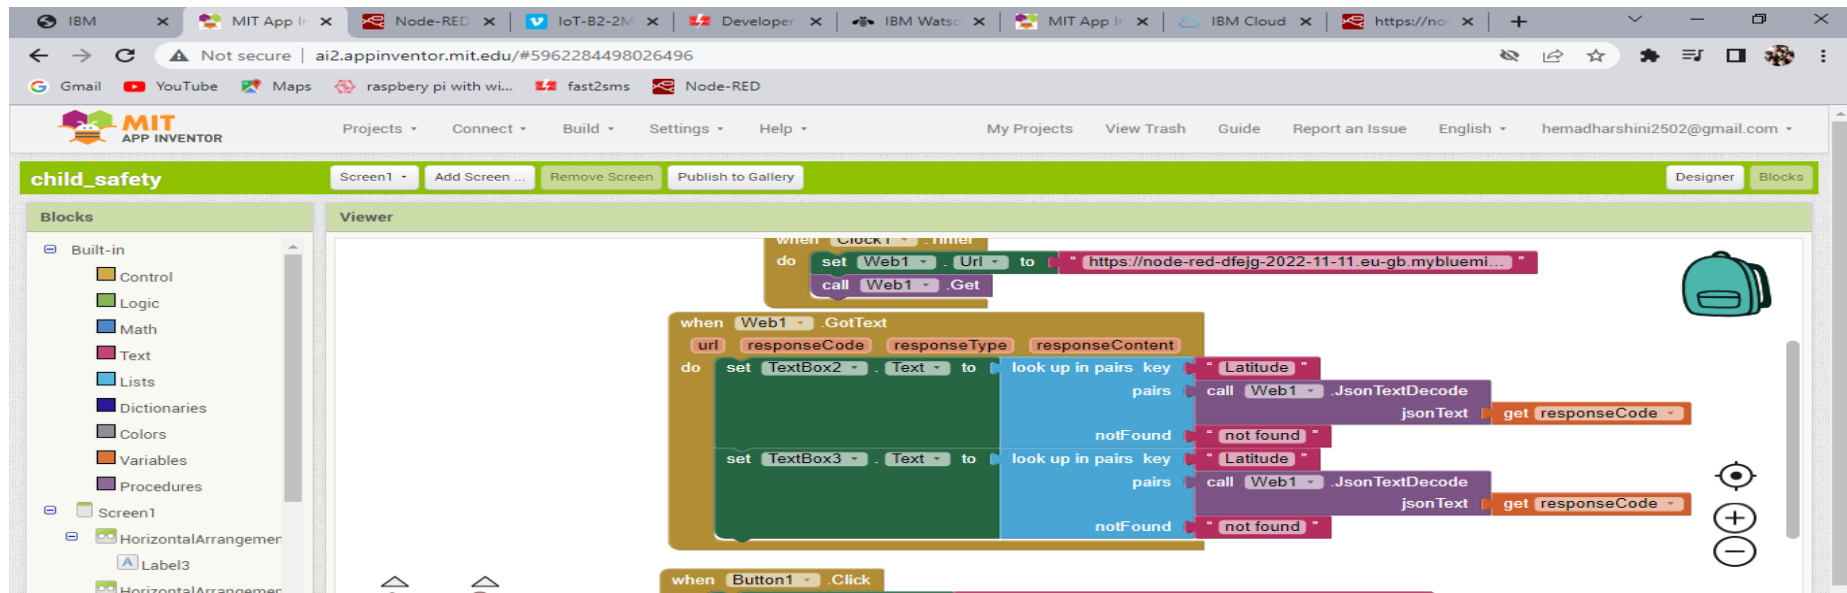 IBM MIT App In Node-RED IoT-B2-2M Developer IBM Watso MIT App In IBM Cloud https://noc
Not secure ai2.appinventor.mit.edu/#5962284498026496
Gmail YouTube Maps raspbery pi with wi... fast2sms Node-RED
MIT
APP INVENTOR
Projects Connect Build Settings Help My Projects View Trash Guide Report an Issue English hemadharshini2502@gmail.com
child_safety Screen1 Add Screen ... Remove Screen Publish to Gallery Designer Blocks
Blocks Viewer
Built-in
Control
Logic
Math
Text
Lists
Dictionaries
Colors
Variables
Procedures
Screen1
HorizontalArrangemen
Label3
HorizontalArrangemen
when Clock1 .Timer
do set Web1 . Url to " https://node-red-dfejg-2022-11-11.eu-gb.mybluemi... "
call Web1 .Get
when Web1 .GotText
url responseCode responseType responseContent
do set TextBox2 . Text to look up in pairs key " Latitude "
pairs call Web1 .JsonTextDecode
jsonText get responseCode
notFound " not found "
set TextBox3 . Text to look up in pairs key " Latitude "
pairs call Web1 .JsonTextDecode
jsonText get responseCode
notFound " not found "
when Button1 .Click